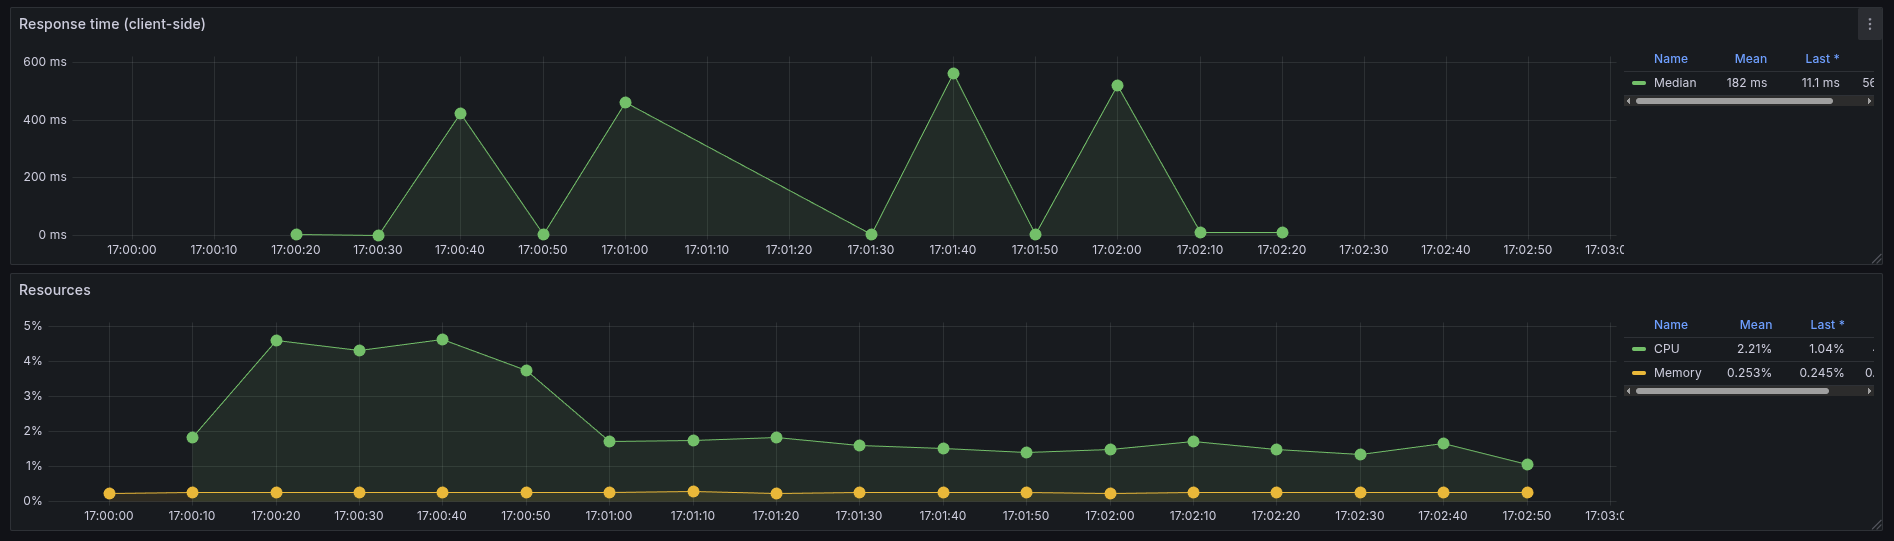 Response time (client-side)
Name Mean Last *
Median 182 ms 11.1 ms 56
600 ms
400 ms
200 ms
0 ms
17:00:00 17:00:10 17:00:20 17:00:30 17:00:40 17:00:50 17:01:00 17:01:10 17:01:20 17:01:30 17:01:40 17:01:50 17:02:00 17:02:10 17:02:20 17:02:30 17:02:40 17:02:50 17:03:0
Resources
Name Mean Last *
CPU 2.21% 1.04%
Memory 0.253% 0.245% 0.
5%
4%
3%
2%
1%
0%
17:00:00 17:00:10 17:00:20 17:00:30 17:00:40 17:00:50 17:01:00 17:01:10 17:01:20 17:01:30 17:01:40 17:01:50 17:02:00 17:02:10 17:02:20 17:02:30 17:02:40 17:02:50 17:03:0